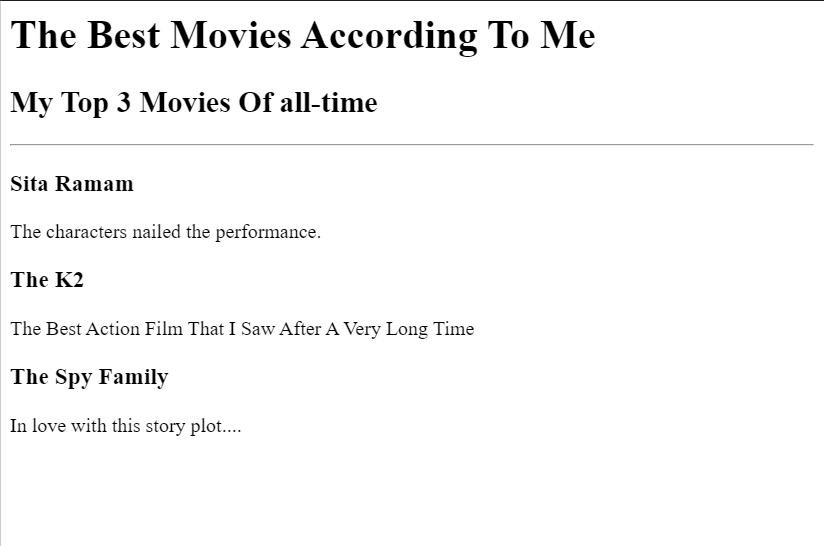 The Best Movies According To Me
My Top 3 Movies Of all-time
Sita Ramam
The characters nailed the performance.
The K2
The Best Action Film That I Saw After A Very Long Time
The Spy Family
In love with this story plot....